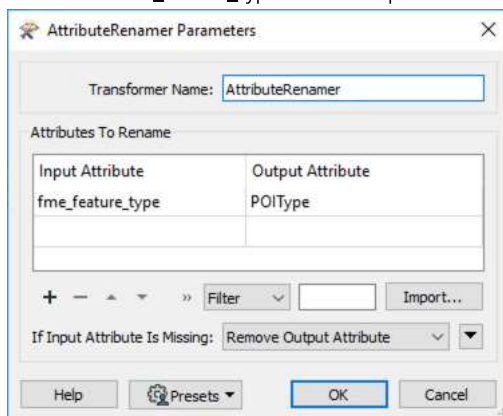 AttributeRenamer Parameters
Transformer Name: AttributeRenamer
Attributes To Rename
Input Attribute Output Attribute
fme_feature_type POIType
+ − » Filter Import...
If Input Attribute Is Missing: Remove Output Attribute
Help Presets OK Cancel